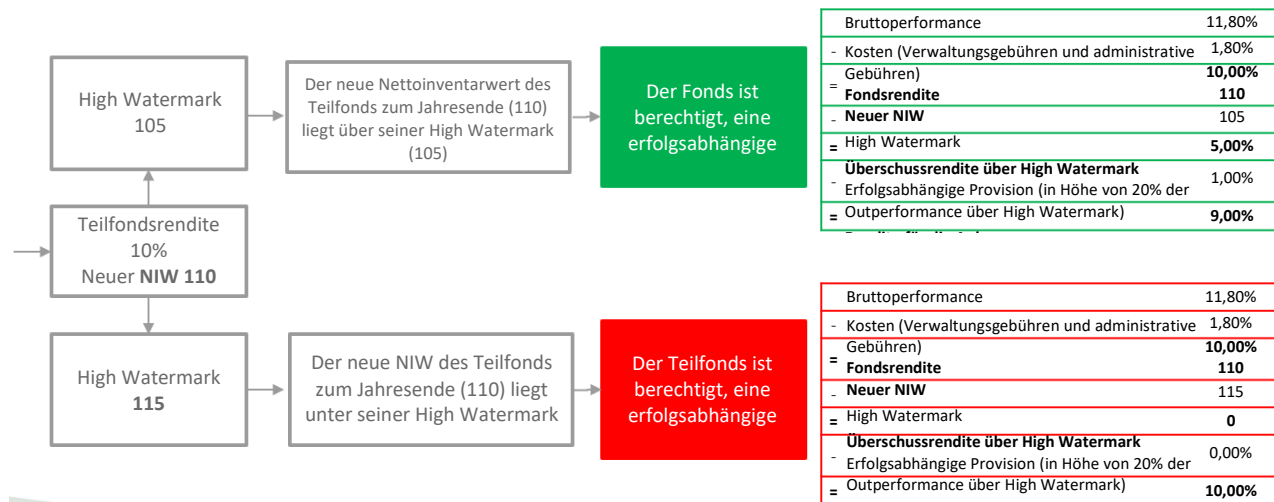 High Watermark
105
Der neue Nettoinventarwert des
Teilfonds zum Jahresende (110)
liegt über seiner High Watermark
(105)
Der Fonds ist
berechtigt, eine
erfolgsabhängige
Teilfondsrendite
10%
Neuer NIW 110
High Watermark
115
Der neue NIW des Teilfonds
zum Jahresende (110) liegt
unter seiner High Watermark
Der Teilfonds ist
berechtigt, eine
erfolgsabhängige
Bruttoperformance 11,80%
- Kosten (Verwaltungsgebühren und administrative 1,80%
Gebühren) 10,00%
= Fondsrendite 110
- Neuer NIW 105
= High Watermark 5,00%
Überschussrendite über High Watermark
- Erfolgsabhängige Provision (in Höhe von 20% der 1,00%
= Outperformance über High Watermark) 9,00%
Bruttoperformance 11,80%
- Kosten (Verwaltungsgebühren und administrative 1,80%
Gebühren) 10,00%
= Fondsrendite 110
- Neuer NIW 115
= High Watermark 0
Überschussrendite über High Watermark
- Erfolgsabhängige Provision (in Höhe von 20% der 0,00%
= Outperformance über High Watermark) 10,00%